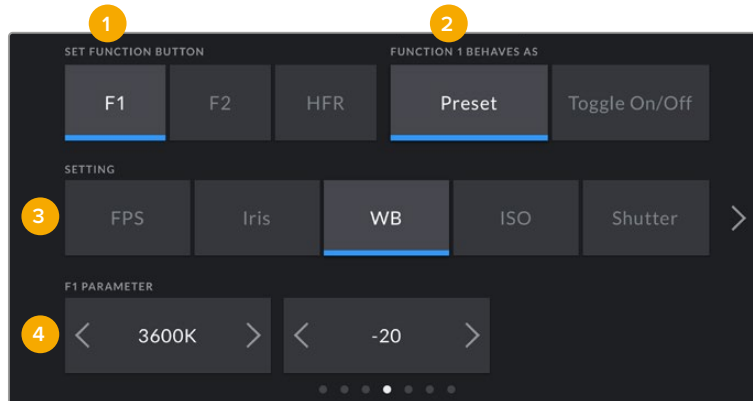 1 2
SET FUNCTION BUTTON FUNCTION 1 BEHAVES AS
F1 F2 HFR Preset Toggle On/Off
SETTING
3 FPS Iris WB ISO Shutter
F1 PARAMETER
4 3600K -20